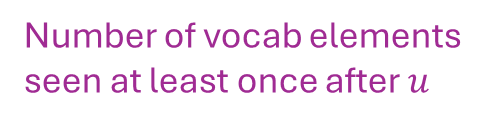 Number of vocab elements
seen at least once after 𝑢